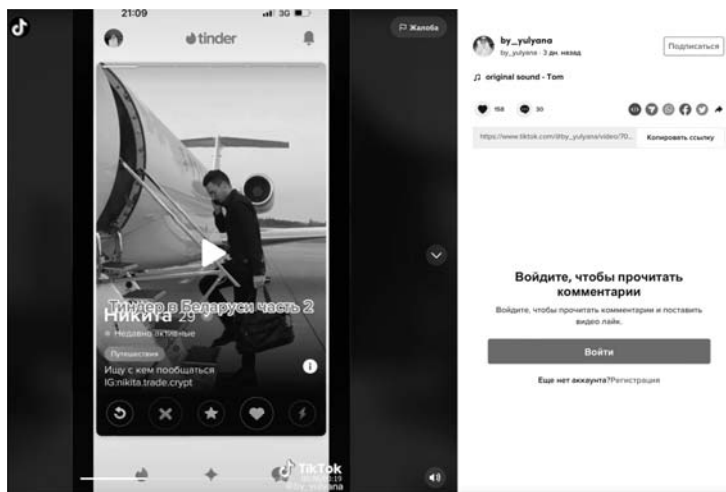 21:09
3G
tinder
Жалоба
Тиндер в Беларуси часть 2
Никита 29
Недавно активные
Путешествия
Ищу с кем пообщаться
IG:nikita.trade.crypt
TikTok
@by_yulyana
by_yulyana
by_yulyana · 3 дн. назад
Подписаться
original sound - Tom
158
30
Копировать ссылку
Войдите, чтобы прочитать
комментарии
Войдите, чтобы прочитать комментарии и поставить
видео лайк.
Войти
Еще нет аккаунта?Регистрация